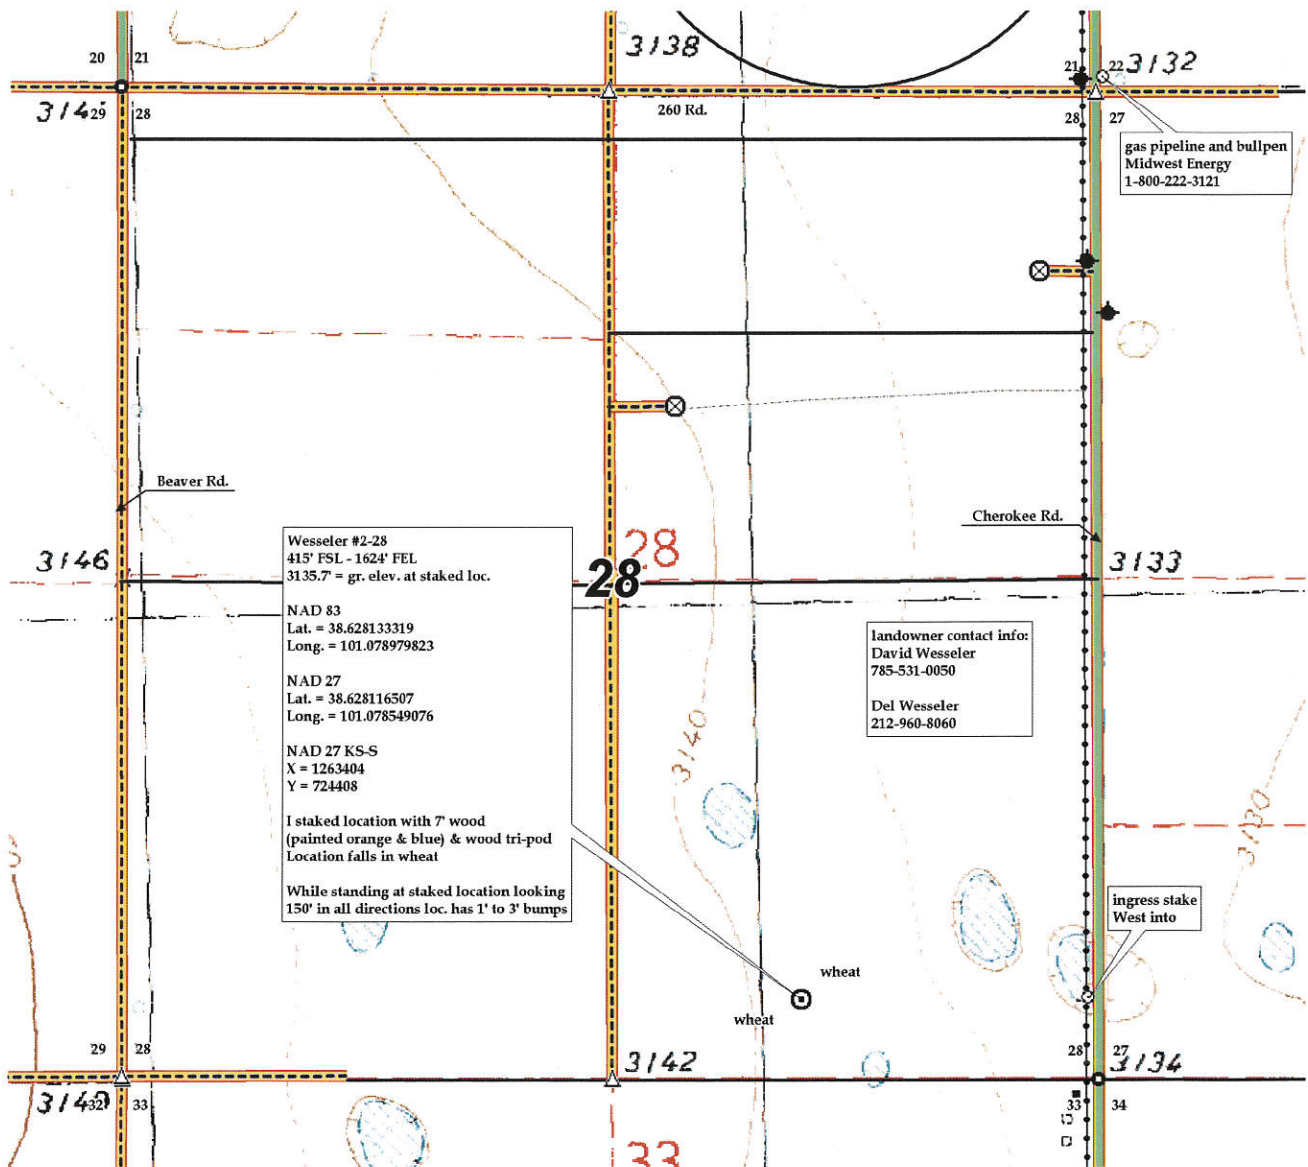 3138
20 21
21 22 3132
260 Rd.
314
29 28
28 27
gas pipeline and bullpen
Midwest Energy
1-800-222-3121
Beaver Rd.
Cherokee Rd.
3146
28
28
3133
Wesseler #2-28
415' FSL - 1624' FEL
3135.7' = gr. elev. at staked loc.
NAD 83
Lat. = 38.628133319
Long. = 101.078979823
NAD 27
Lat. = 38.628116507
Long. = 101.078549076
NAD 27 KS-S
X = 1263404
Y = 724408
I staked location with 7' wood
(painted orange & blue) & wood tri-pod
Location falls in wheat
While standing at staked location looking
150' in all directions loc. has 1' to 3' bumps
landowner contact info:
David Wesseler
785-531-0050
Del Wesseler
212-960-8060
3140
3130
ingress stake
West into
wheat
wheat
29 28
28 27
3142
3134
3149
32 33
33 34
33